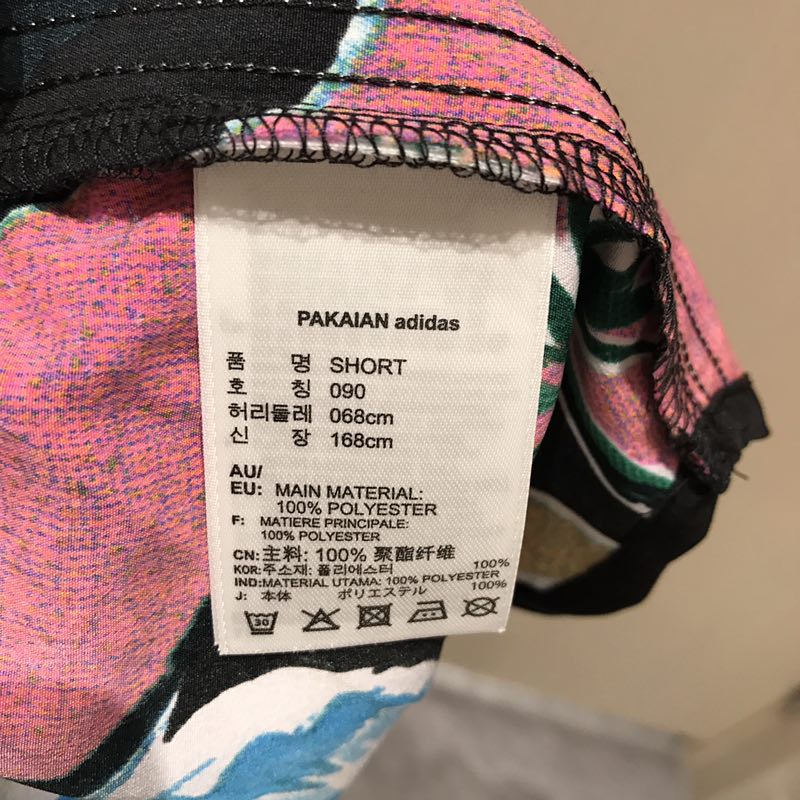 PAKAIAN adidas
품 명 SHORT
호 칭 090
허리둘레 068cm
신 장 168cm
AU/
EU: MAIN MATERIAL:
100% POLYESTER
F: MATIERE PRINCIPALE:
100% POLYESTER
CN:主料: 100% 聚酯纤维
KOR:주소재: 폴리에스터 100%
IND:MATERIAL UTAMA: 100% POLYESTER
J: 本体 ポリエステル 100%
30